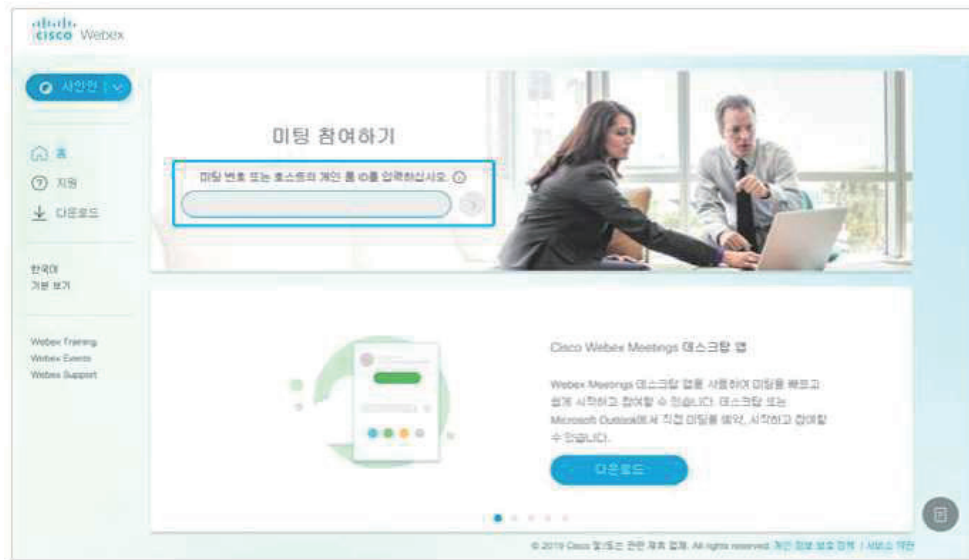 cisco Webex
사인인
홈
지원
다운로드
한국어
기본 보기
Webex Training
Webex Events
Webex Support
미팅 참여하기
미팅 번호 또는 호스트의 개인 룸 ID를 입력하십시오.
Cisco Webex Meetings 데스크탑 앱
Webex Meetings 데스크탑 앱을 사용하여 미팅을 빠르고
쉽게 시작하고 참여할 수 있습니다. 데스크탑 또는
Microsoft Outlook에서 직접 미팅을 예약, 시작하고 참여할
수 있습니다.
다운로드
© 2019 Cisco 및/또는 관련 제휴 업체. All rights reserved. 개인 정보 보호 정책 | 서비스 약관